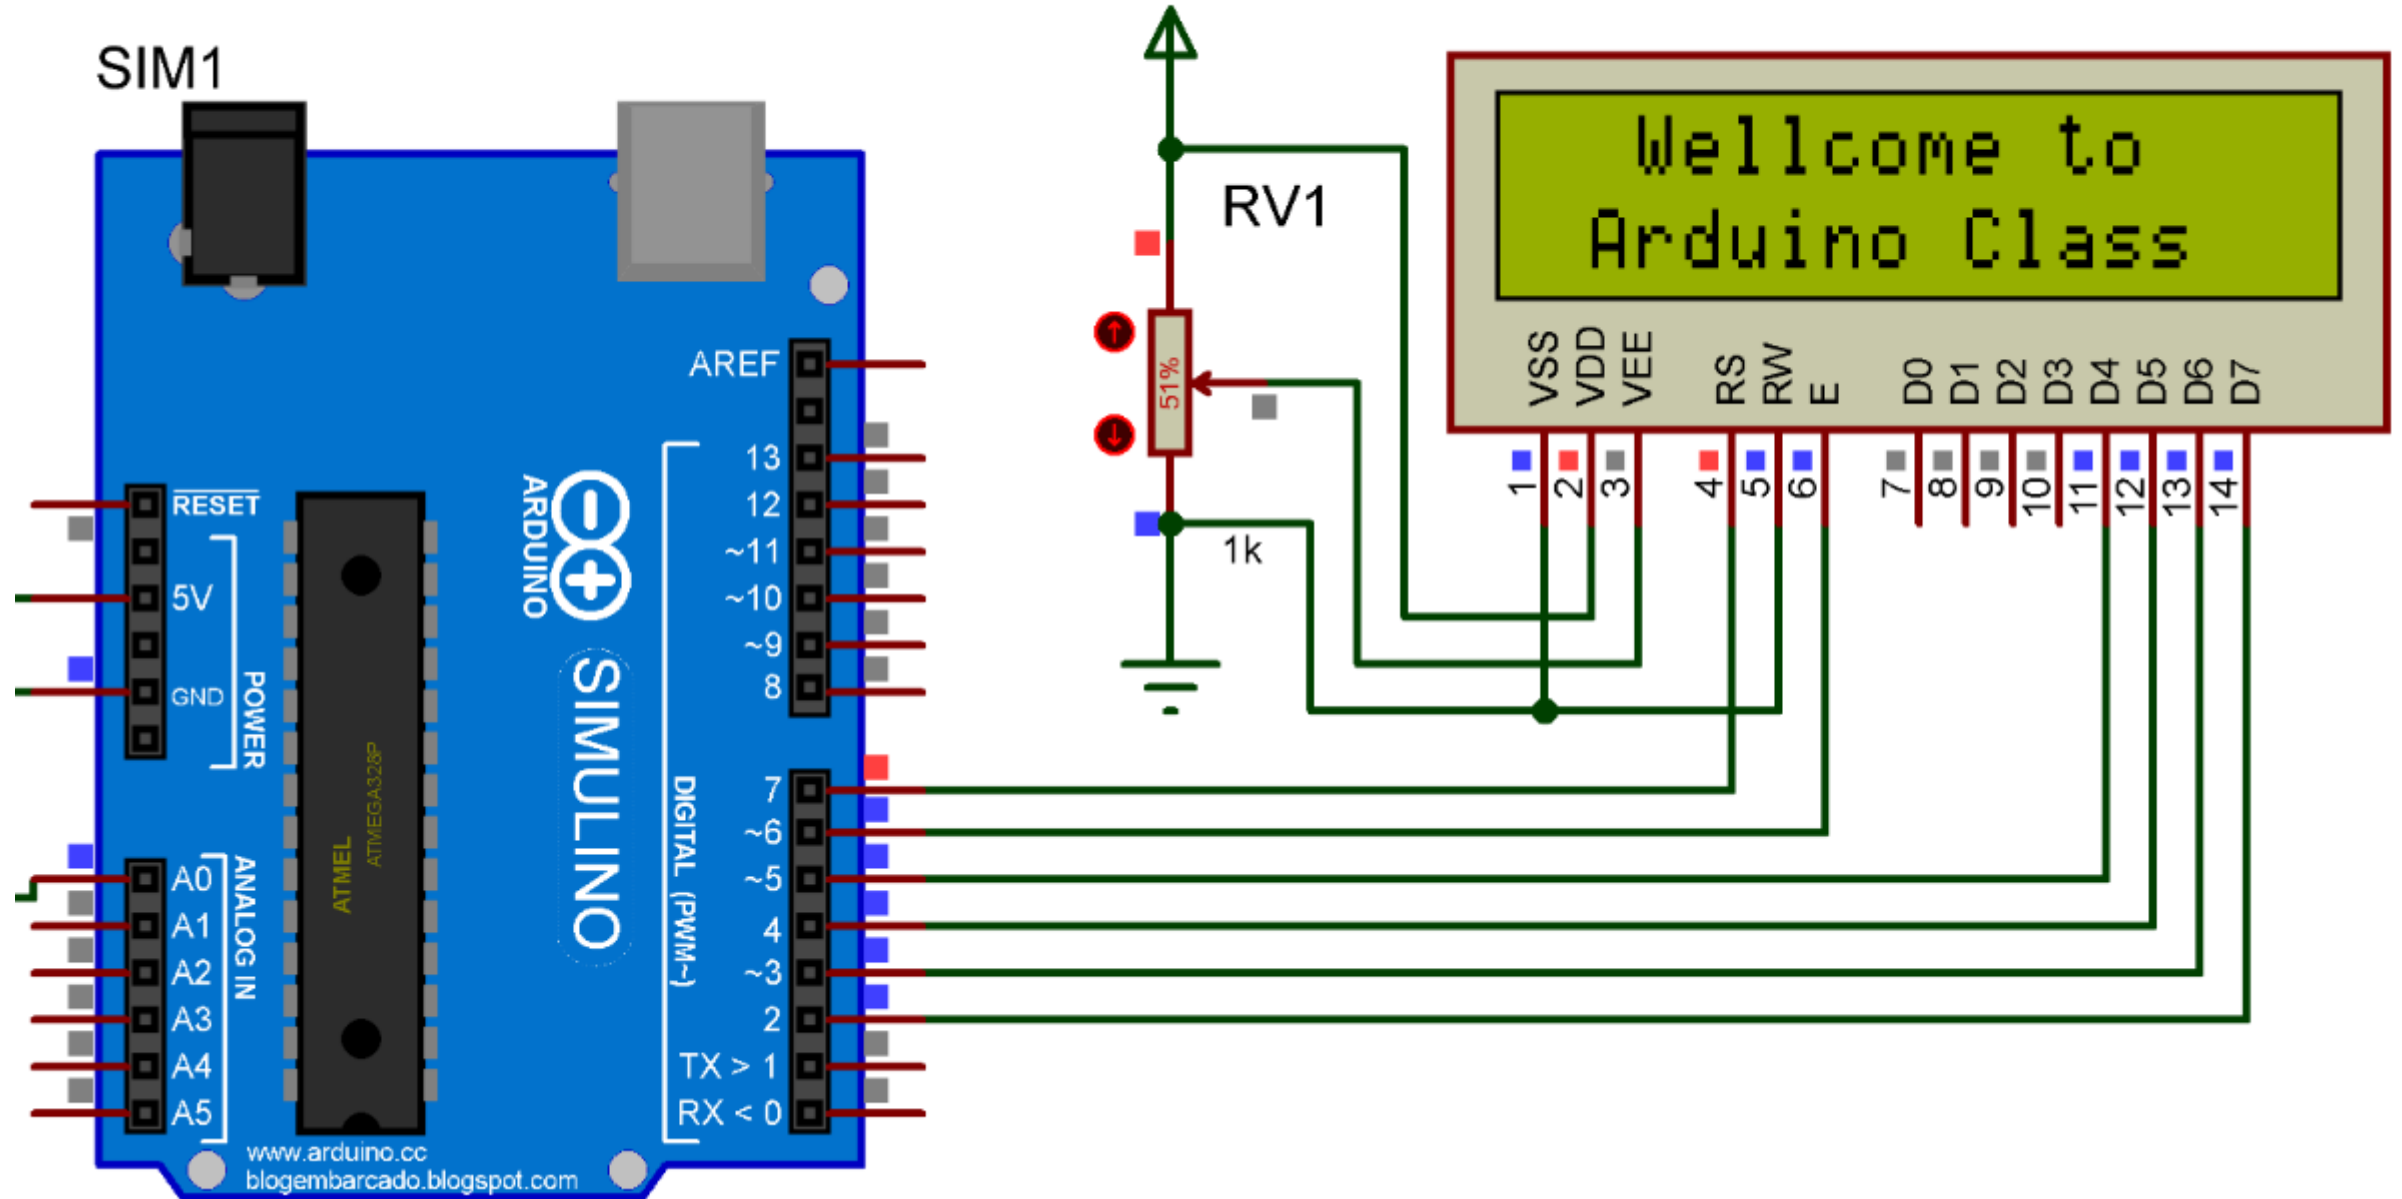 SIM1
RV1
Wellcome to
Arduino Class
VSS
VDD
VEE
RS
RW
E
D0
D1
D2
D3
D4
D5
D6
D7
1
2
3
4
5
6
7
8
9
10
11
12
13
14
51%
1k
AREF
13
12
~11
~10
~9
8
7
~6
~5
4
~3
2
TX > 1
RX < 0
DIGITAL (PWM~)
ARDUINO
SIMULINO
RESET
5V
GND
POWER
A0
A1
A2
A3
A4
A5
ANALOG IN
ATMEL
ATMEGA328P
www.arduino.cc
blogembarcado.blogspot.com